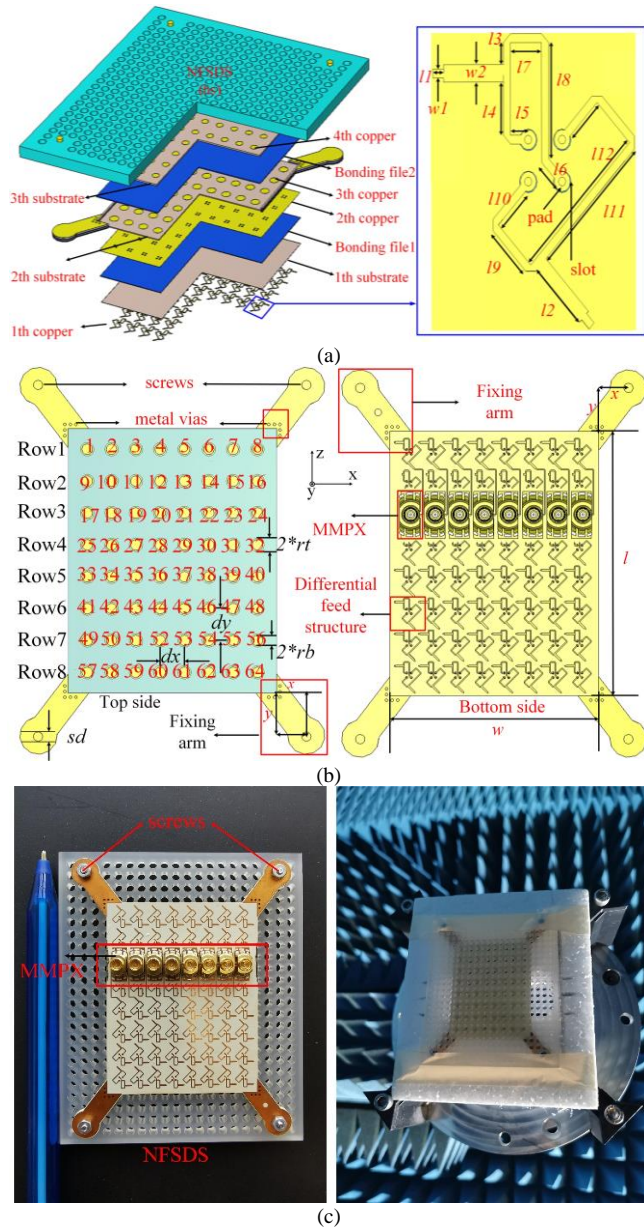 NFSDS
4th copper
Bonding file2
3th copper
2th copper
Bonding file1
1th substrate
3th substrate
2th substrate
1th copper
l1
w1
w2
l3
l7
l8
l4
l5
l6
l12
l11
l10
l9
l2
pad
slot
(a)
screws
metal vias
Row1 1 2 3 4 5 6 7 8
Row2 9 10 11 12 13 14 15 16
Row3 17 18 19 20 21 22 23 24
Row4 25 26 27 28 29 30 31 32
Row5 33 34 35 36 37 38 39 40
Row6 41 42 43 44 45 46 47 48
Row7 49 50 51 52 53 54 55 56
Row8 57 58 59 60 61 62 63 64
2*rt
dy
dx
2*rb
z
x
y
Top side
sd
Fixing
arm
x
y
Fixing
arm
x
y
MMPX
Differential
feed
structure
l
Bottom side
w
(b)
screws
MMPX
NFSDS
(c)